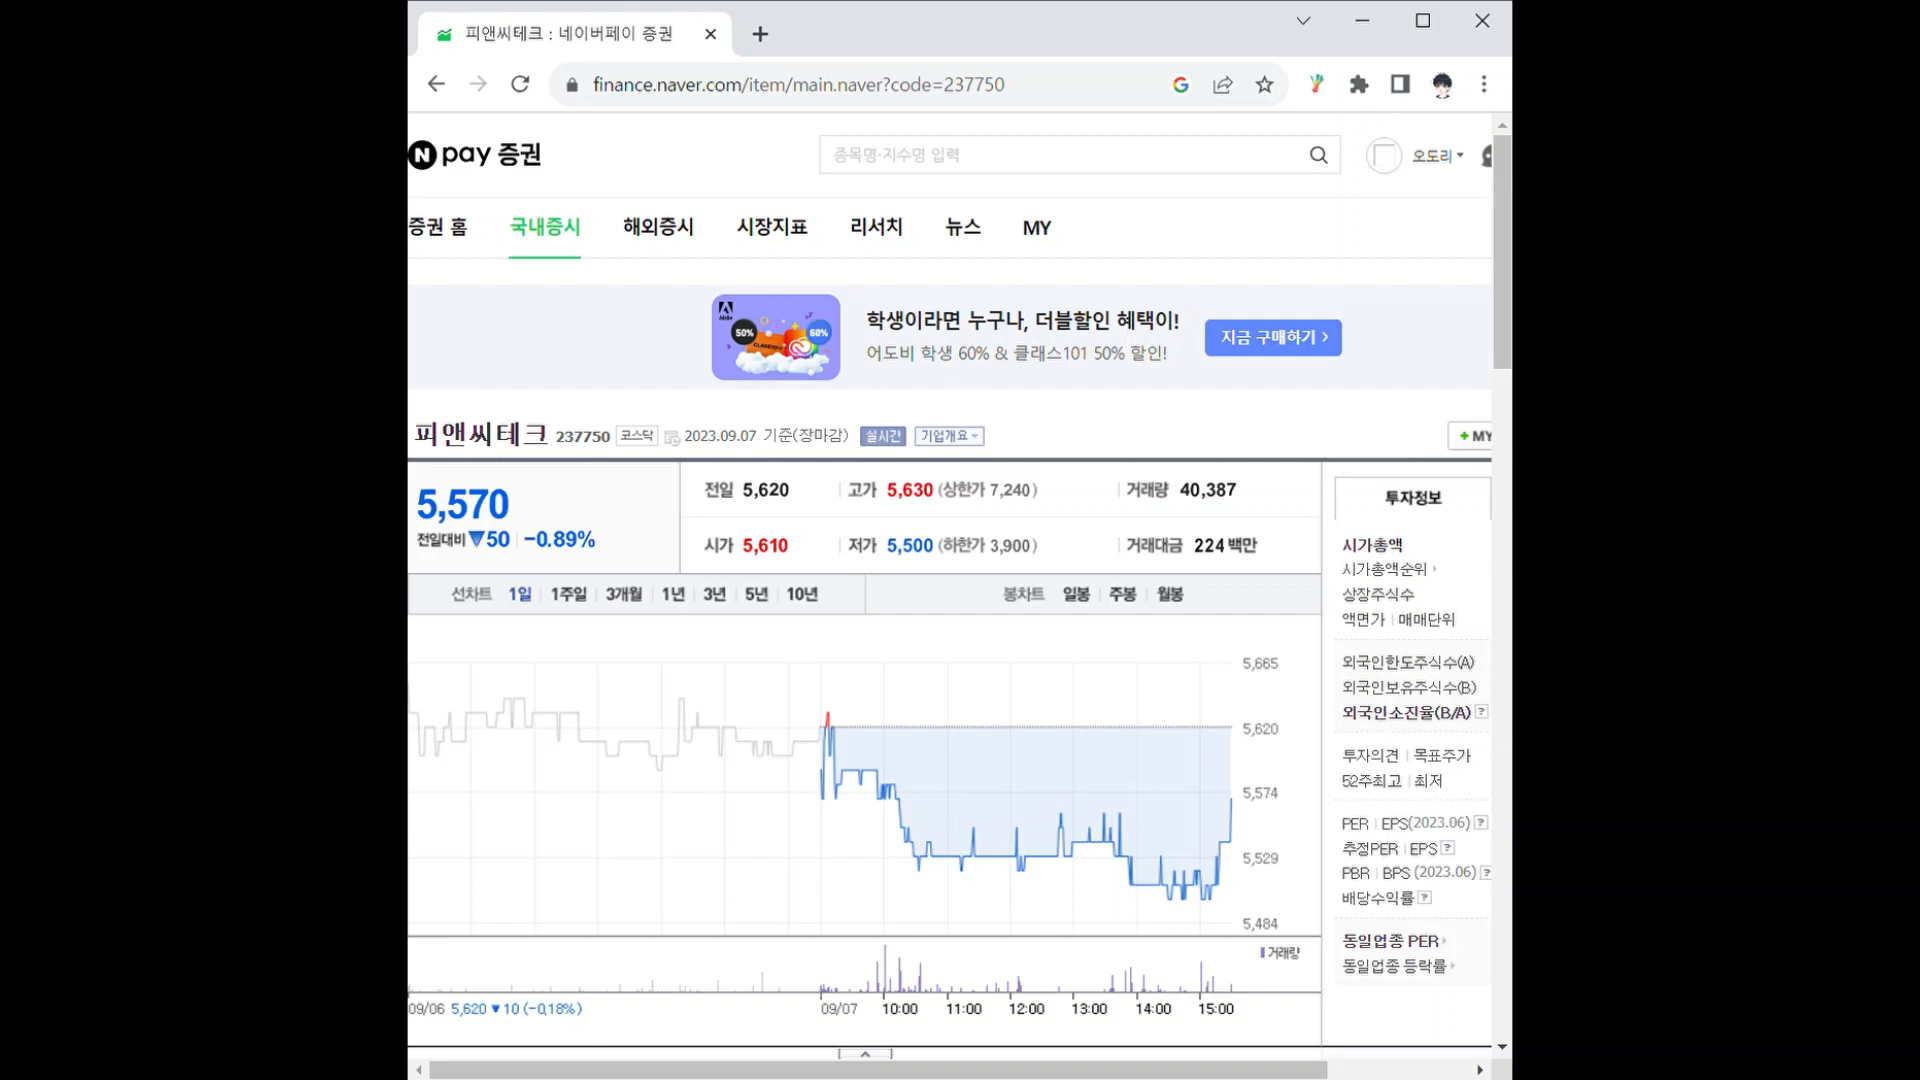 피앤씨테크 : 네이버페이 증권
finance.naver.com/item/main.naver?code=237750
N pay 증권
종목명·지수명 입력
오도리
증권 홈 국내증시 해외증시 시장지표 리서치 뉴스 MY
50% 60%
학생이라면 누구나, 더블할인 혜택이!
어도비 학생 60% & 클래스101 50% 할인!
지금 구매하기 >
피앤씨테크 237750 코스닥 2023.09.07 기준(장마감) 실시간 기업개요
+ MY
5,570
전일대비 ▼50 -0.89%
전일 5,620 고가 5,630 (상한가 7,240) 거래량 40,387
시가 5,610 저가 5,500 (하한가 3,900) 거래대금 224 백만
선차트 1일 1주일 3개월 1년 3년 5년 10년 봉차트 일봉 주봉 월봉
5,665
5,620
5,574
5,529
5,484
거래량
09/06 5,620 ▼10 (-0.18%)
09/07 10:00 11:00 12:00 13:00 14:00 15:00
투자정보
시가총액
시가총액순위
상장주식수
액면가 | 매매단위
외국인한도주식수(A)
외국인보유주식수(B)
외국인소진율(B/A) ?
투자의견 | 목표주가
52주최고 | 최저
PER | EPS(2023.06) ?
추정PER | EPS ?
PBR | BPS (2023.06) ?
배당수익률 ?
동일업종 PER
동일업종 등락률